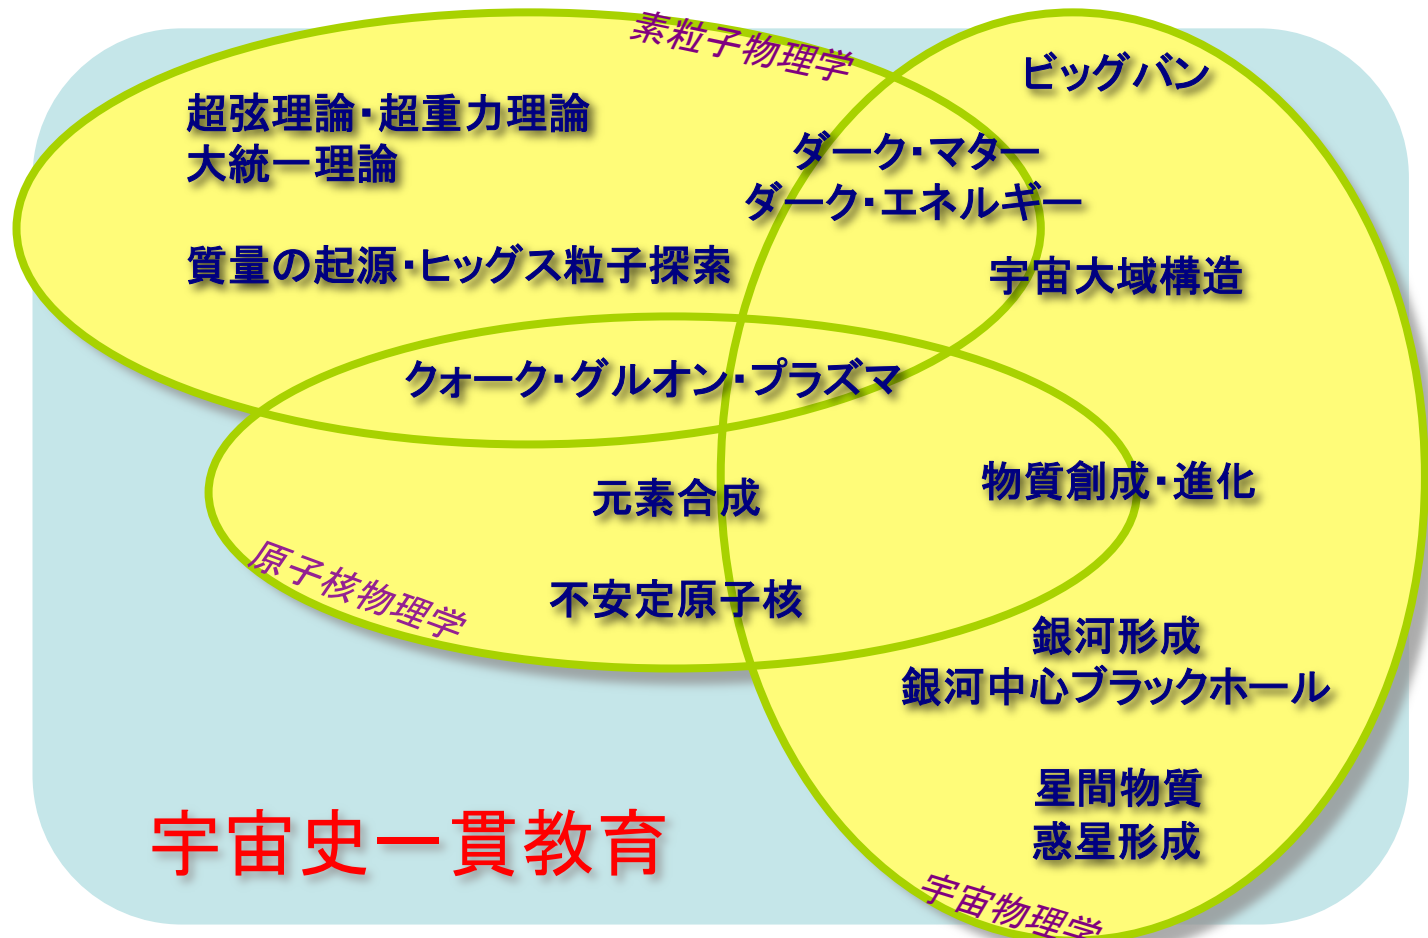 素粒子物理学
ビッグバン
超弦理論・超重力理論
大統一理論
ダーク・マター
ダーク・エネルギー
質量の起源・ヒッグス粒子探索
宇宙大域構造
クォーク・グルオン・プラズマ
元素合成
物質創成・進化
原子核物理学
不安定原子核
銀河形成
銀河中心ブラックホール
星間物質
惑星形成
宇宙史一貫教育
宇宙物理学